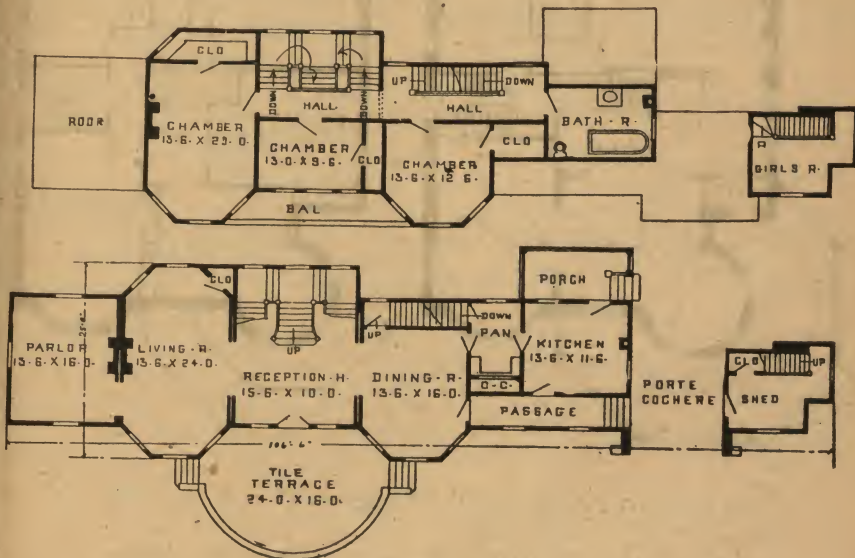 CLO
ROOF
CHAMBER
13-6-X 23-0-
DOWN
HALL
DOWN
CHAMBER
13-0 X 9-6-
CLO
UP
DOWN
HALL
CHAMBER
13-6-X 12 6-
CLO
BATH-R-
R
GIRLS R-
BAL
PARLOR
13-6-X 16-0-
CLO
LIVING-R-
13-6-X 24-0-
UP
RECEPTION-H-
15-6-X 10-0-
UP
DINING-R-
13-6-X 16-0-
DOWN
PAN
C-C-
PORCH
KITCHEN
13-6-X 11-6-
PASSAGE
PORTE
COCHERE
CLO
UP
SHED
106'-6"
TILE
TERRACE
24-0-X 16-0-